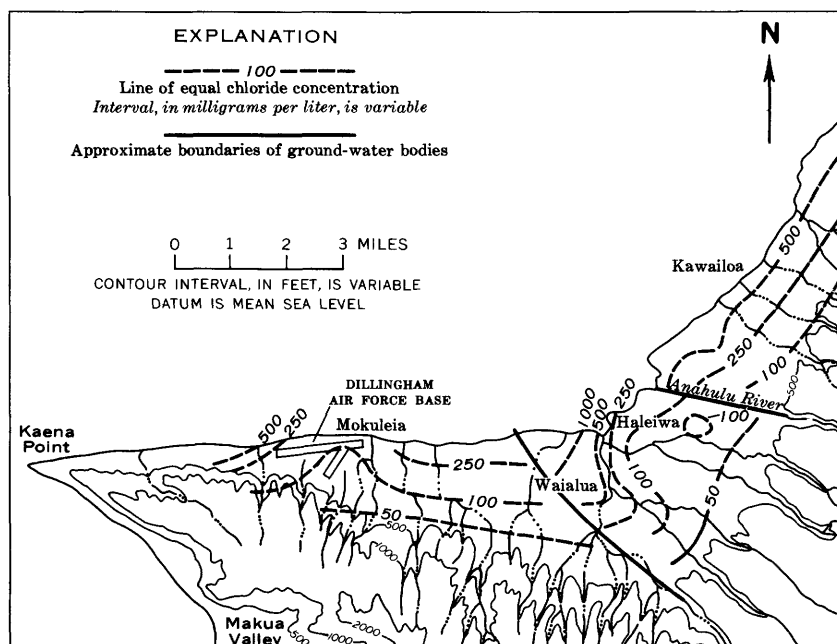 EXPLANATION
100
Line of equal chloride concentration
Interval, in milligrams per liter, is variable
Approximate boundaries of ground-water bodies
N
0 1 2 3 MILES
CONTOUR INTERVAL, IN FEET, IS VARIABLE
DATUM IS MEAN SEA LEVEL
500
Kawailoa
250
100
500
DILLINGHAM
AIR FORCE BASE
Anahulu River
1000
500
250
Haleiwa
100
Mokuleia
500
250
Kaena
Point
250
Waialua
100
50
100
50
500
1000
Makua
Valley
500
1000
2000